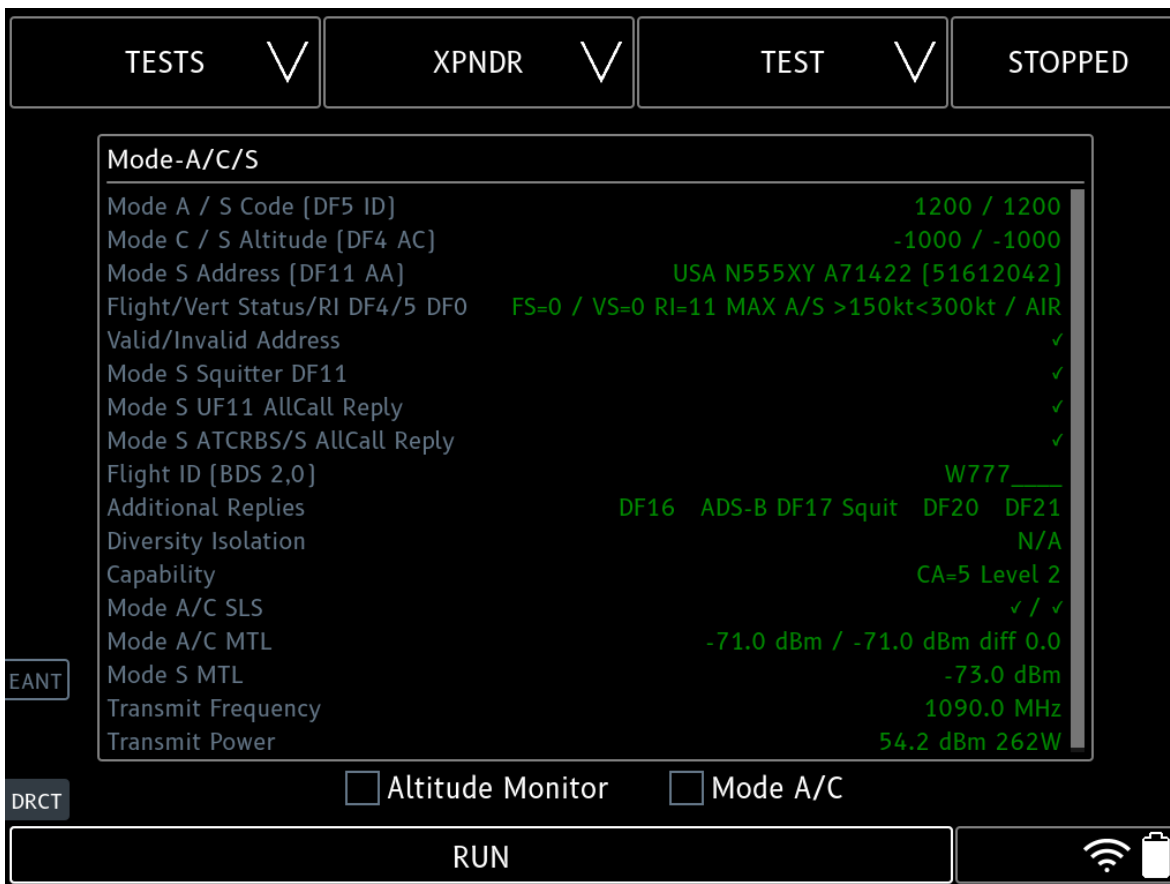 TESTS XPNDR TEST STOPPED
Mode-A/C/S
Mode A / S Code [DF5 ID] 1200 / 1200
Mode C / S Altitude [DF4 AC] -1000 / -1000
Mode S Address [DF11 AA] USA N555XY A71422 [51612042]
Flight/Vert Status/RI DF4/5 DF0 FS=0 / VS=0 RI=11 MAX A/S >150kt<300kt / AIR
Valid/Invalid Address ✓
Mode S Squitter DF11 ✓
Mode S UF11 AllCall Reply ✓
Mode S ATCRBS/S AllCall Reply ✓
Flight ID [BDS 2,0] W777____
Additional Replies DF16 ADS-B DF17 Squit DF20 DF21
Diversity Isolation N/A
Capability CA=5 Level 2
Mode A/C SLS ✓ / ✓
Mode A/C MTL -71.0 dBm / -71.0 dBm diff 0.0
EANT
Mode S MTL -73.0 dBm
Transmit Frequency 1090.0 MHz
Transmit Power 54.2 dBm 262W
DRCT
Altitude Monitor Mode A/C
RUN